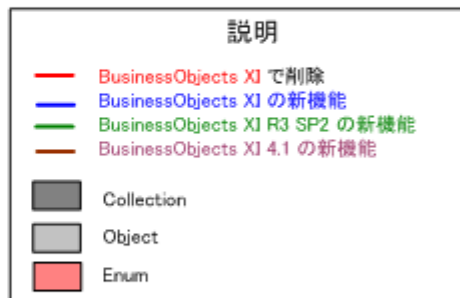 説明
BusinessObjects XI で削除
BusinessObjects XI の新機能
BusinessObjects XI R3 SP2 の新機能
BusinessObjects XI 4.1 の新機能
Collection
Object
Enum